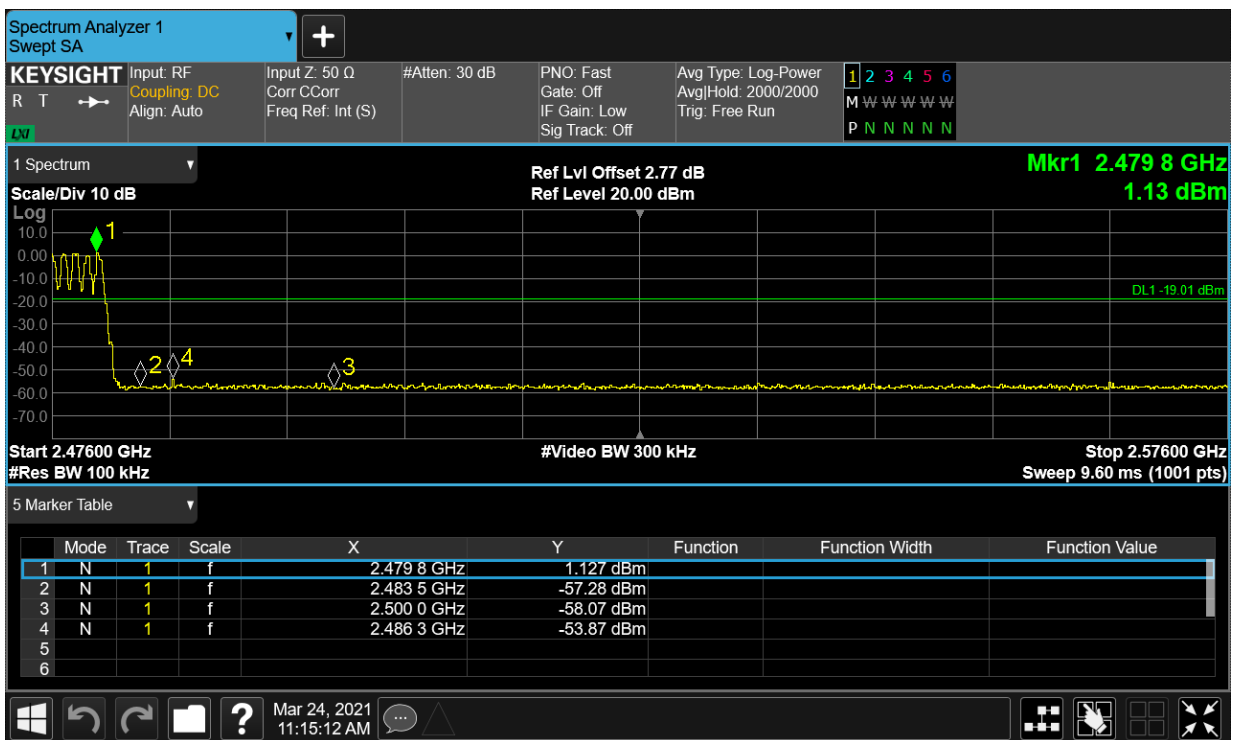 Spectrum Analyzer 1
Swept SA
+
KEYSIGHT
R T
LXI
Input: RF
Coupling: DC
Align: Auto
Input Z: 50 Ω
Corr CCorr
Freq Ref: Int (S)
#Atten: 30 dB
PNO: Fast
Gate: Off
IF Gain: Low
Sig Track: Off
Avg Type: Log-Power
Avg|Hold: 2000/2000
Trig: Free Run
1 2 3 4 5 6
M W W W W W
P N N N N N
1 Spectrum
Scale/Div 10 dB
Ref Lvl Offset 2.77 dB
Ref Level 20.00 dBm
Mkr1 2.479 8 GHz
1.13 dBm
Log
10.0
0.00
-10.0
-20.0
-30.0
-40.0
-50.0
-60.0
-70.0
1
2
4
3
DL1 -19.01 dBm
Start 2.47600 GHz
#Res BW 100 kHz
#Video BW 300 kHz
Stop 2.57600 GHz
Sweep 9.60 ms (1001 pts)
5 Marker Table
Mode Trace Scale X Y Function Function Width Function Value
1 N 1 f 2.479 8 GHz 1.127 dBm
2 N 1 f 2.483 5 GHz -57.28 dBm
3 N 1 f 2.500 0 GHz -58.07 dBm
4 N 1 f 2.486 3 GHz -53.87 dBm
5
6
?
Mar 24, 2021
11:15:12 AM